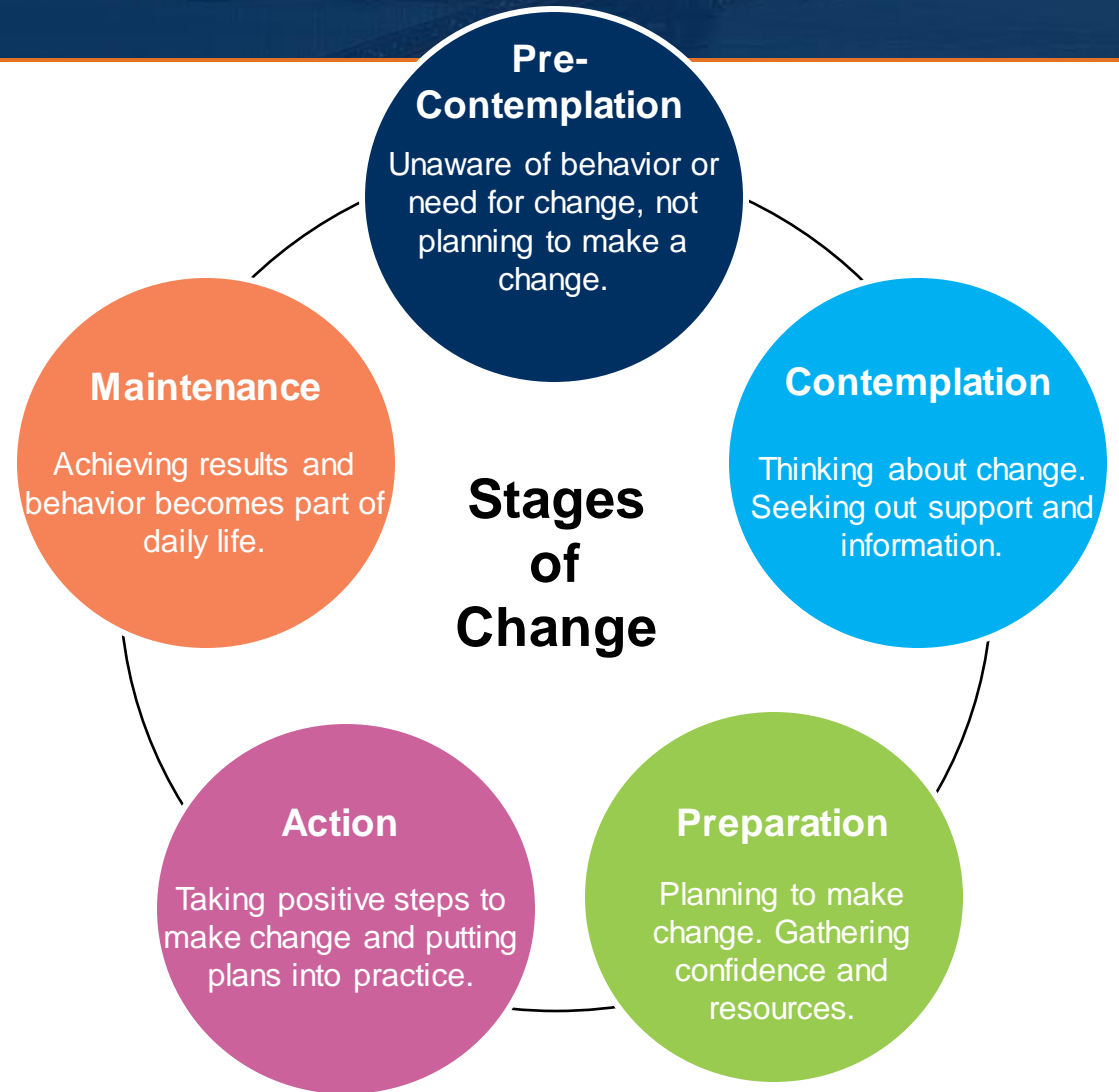 Pre-
Contemplation
Unaware of behavior or
need for change, not
planning to make a
change.
Contemplation
Thinking about change.
Seeking out support and
information.
Preparation
Planning to make
change. Gathering
confidence and
resources.
Action
Taking positive steps to
make change and putting
plans into practice.
Maintenance
Achieving results and
behavior becomes part of
daily life.
Stages
of
Change